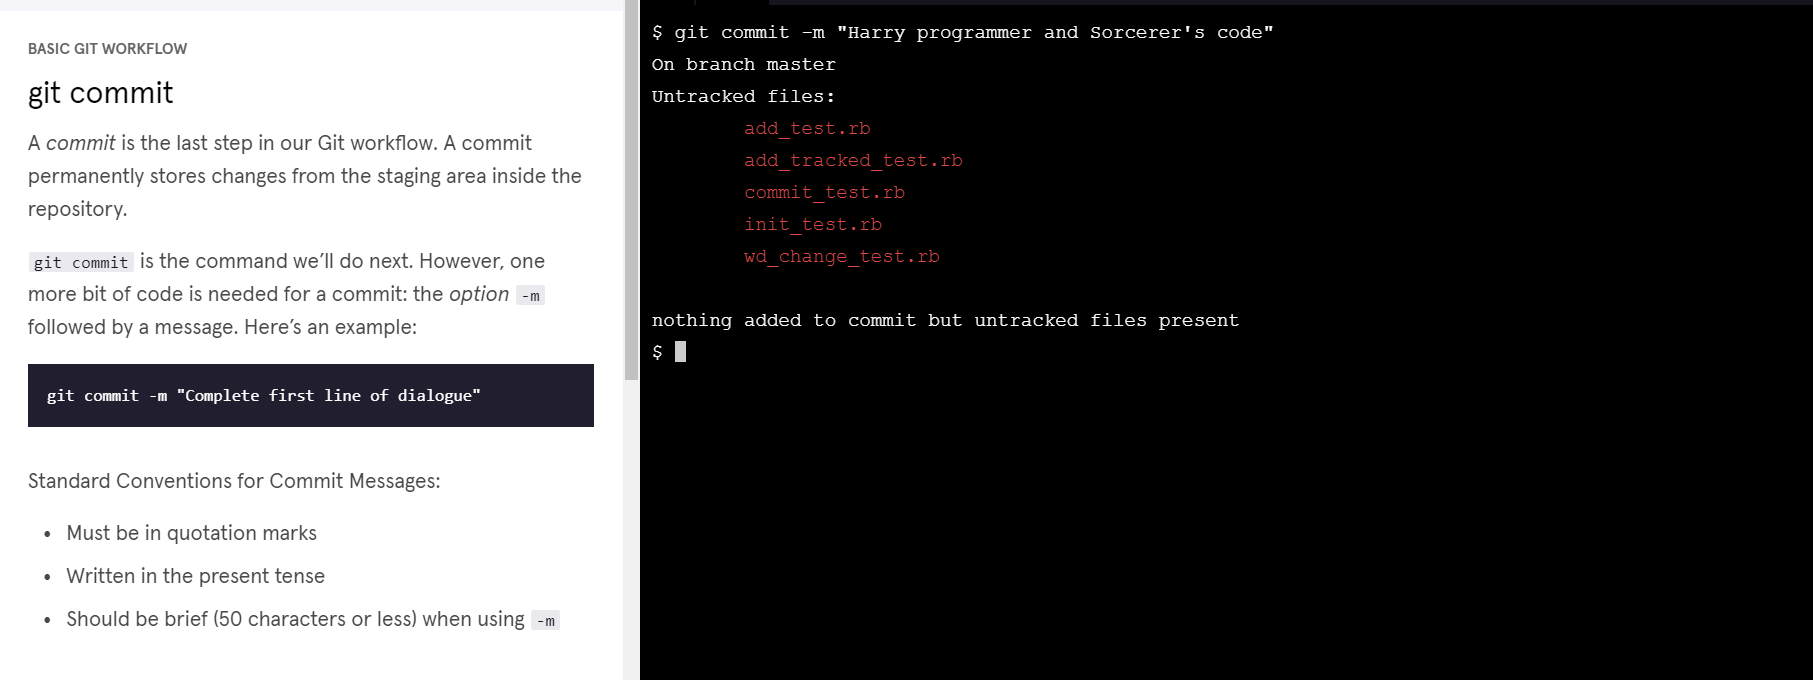 BASIC GIT WORKFLOW
git commit
A commit is the last step in our Git workflow. A commit
permanently stores changes from the staging area inside the
repository.
git commit is the command we’ll do next. However, one
more bit of code is needed for a commit: the option -m
followed by a message. Here’s an example:
git commit -m "Complete first line of dialogue"
Standard Conventions for Commit Messages:
• Must be in quotation marks
• Written in the present tense
• Should be brief (50 characters or less) when using -m
$ git commit -m "Harry programmer and Sorcerer's code"
On branch master
Untracked files:
add_test.rb
add_tracked_test.rb
commit_test.rb
init_test.rb
wd_change_test.rb
nothing added to commit but untracked files present
$